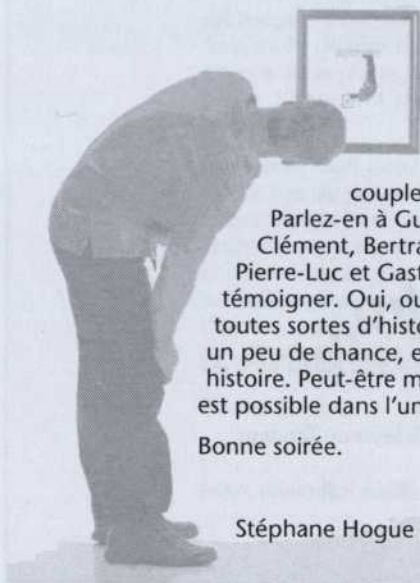 couple
Parlez-en à Gu
Clément, Bertra
Pierre-Luc et Gast
témoigner. Oui, ou
toutes sortes d'histo
un peu de chance, e
histoire. Peut-être m
est possible dans l'un
Bonne soirée.
Stéphane Hogue